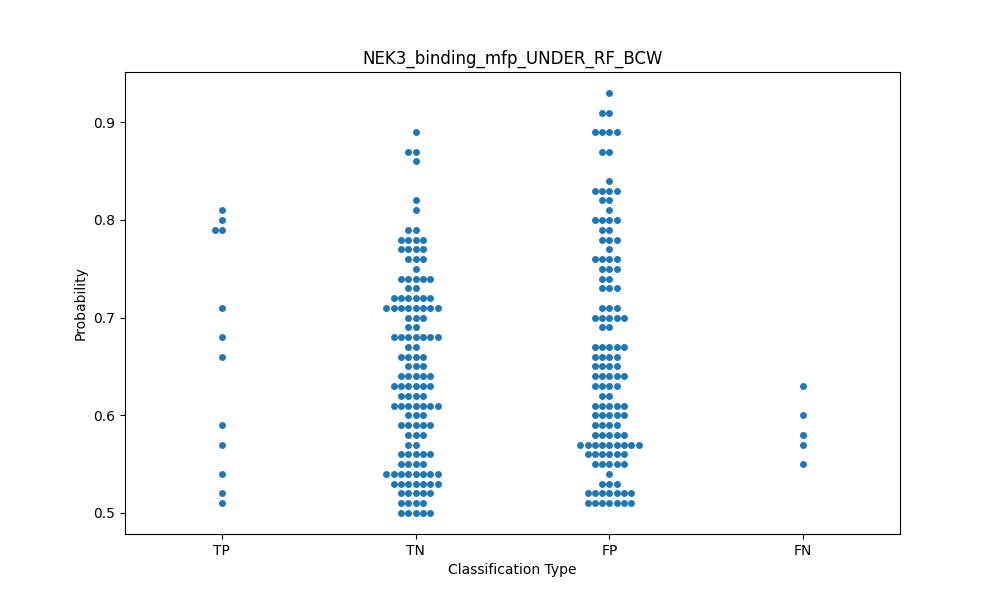 NEK3_binding_mfp_UNDER_RF_BCW
0.9
0.8
0.7
0.6
0.5
Probability
TP TN FP FN
Classification Type